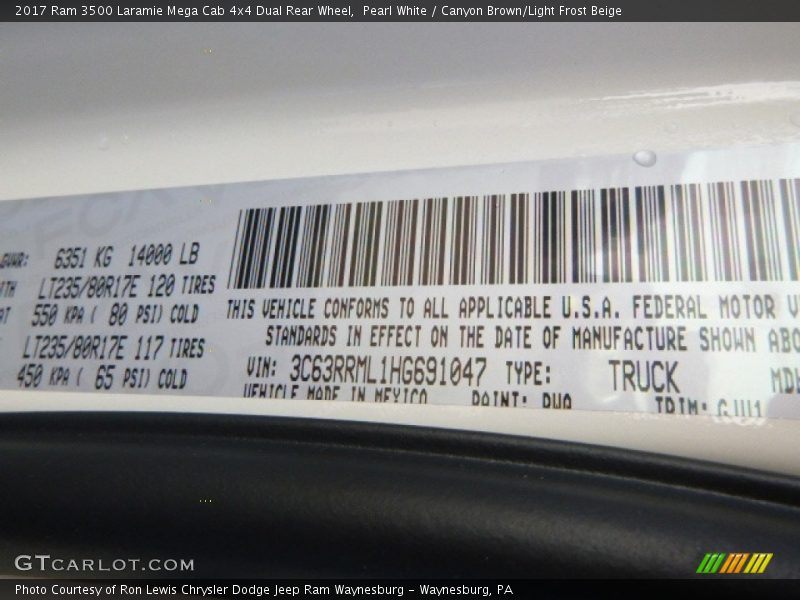 2017 Ram 3500 Laramie Mega Cab 4x4 Dual Rear Wheel, Pearl White / Canyon Brown/Light Frost Beige
6351 KG 14000 LB
LT235/80R17E 120 TIRES
550 KPA ( 80 PSI) COLD
LT235/80R17E 117 TIRES
450 KPA ( 65 PSI) COLD
THIS VEHICLE CONFORMS TO ALL APPLICABLE U.S.A. FEDERAL MOTOR V
STANDARDS IN EFFECT ON THE DATE OF MANUFACTURE SHOWN ABO
VIN: 3C63RRML1HG691047 TYPE: TRUCK
VEHICLE MADE IN MEXICO PAINT: TRIM:
GTCARLOT.COM
Photo Courtesy of Ron Lewis Chrysler Dodge Jeep Ram Waynesburg – Waynesburg, PA